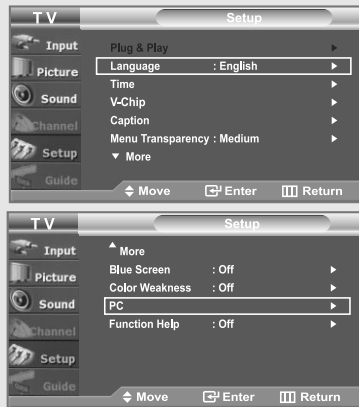 TV Setup
Input
Picture
Sound
Channel
Setup
Guide
Plug & Play
Language : English
Time
V-Chip
Caption
Menu Transparency : Medium
More
Move Enter Return
TV Setup
Input
Picture
Sound
Channel
Setup
Guide
More
Blue Screen : Off
Color Weakness : Off
PC
Function Help : Off
Move Enter Return